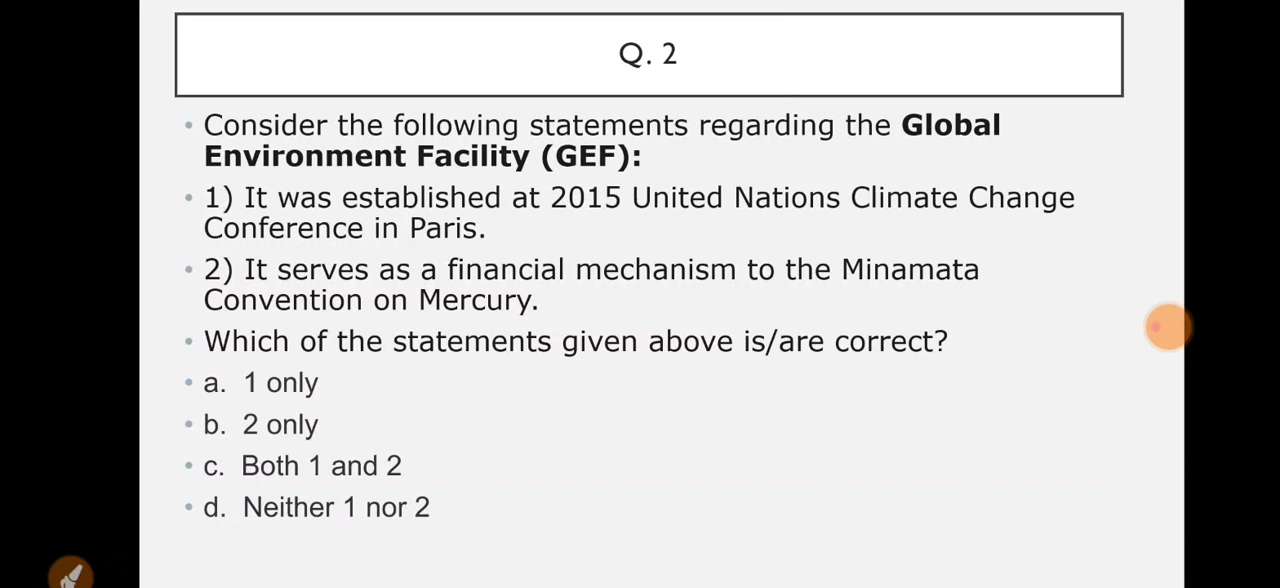 Q. 2
• Consider the following statements regarding the Global
Environment Facility (GEF):
• 1) It was established at 2015 United Nations Climate Change
Conference in Paris.
• 2) It serves as a financial mechanism to the Minamata
Convention on Mercury.
• Which of the statements given above is/are correct?
• a. 1 only
• b. 2 only
• c. Both 1 and 2
• d. Neither 1 nor 2